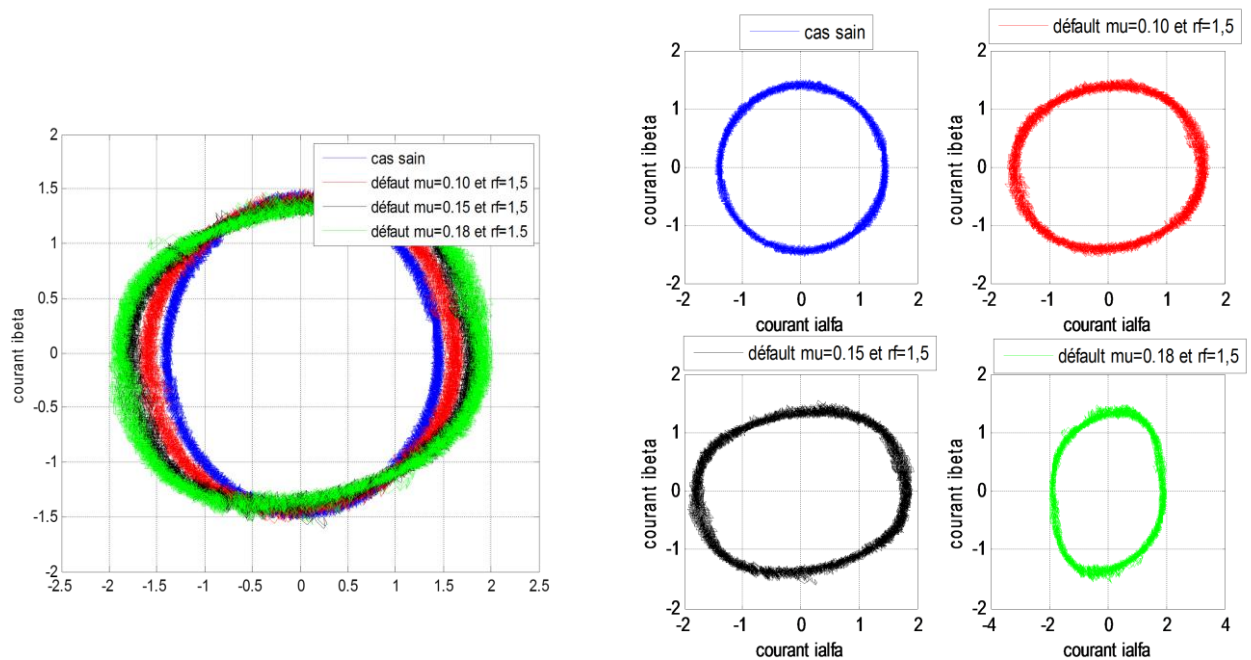 2
1.5
1
0.5
0
-0.5
-1
-1.5
-2
-2.5 -2 -1.5 -1 -0.5 0 0.5 1 1.5 2 2.5
courant ibeta
cas sain
défaut mu=0.10 et rf=1,5
défaut mu=0.15 et rf=1,5
défaut mu=0.18 et rf=1.5
cas sain
2
1
0
-1
-2
-2 -1 0 1 2
courant ibeta
courant ialfa
défault mu=0.10 et rf=1,5
2
1
0
-1
-2
-2 -1 0 1 2
courant ibeta
courant ialfa
défault mu=0.15 et rf=1,5
2
1
0
-1
-2
-2 -1 0 1 2
courant ibeta
courant ialfa
défault mu=0.18 et rf=1,5
2
1
0
-1
-2
-4 -2 0 2 4
courant ibeta
courant ialfa